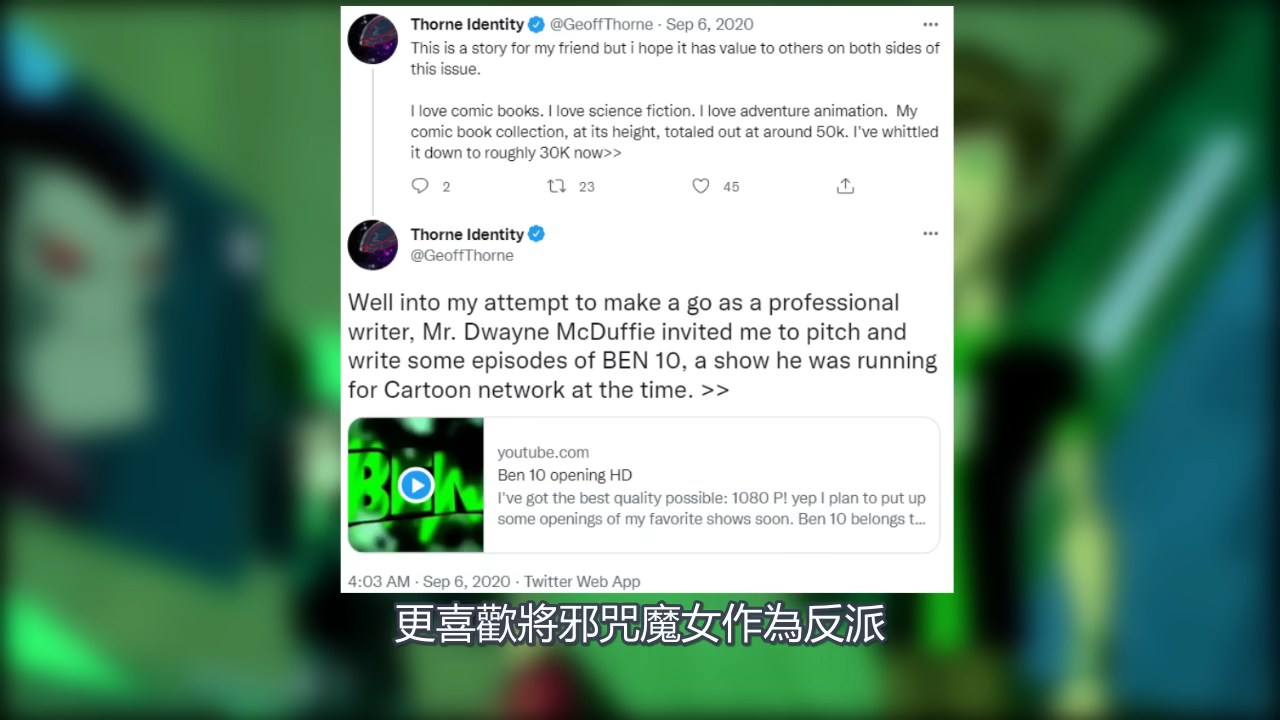 Thorne Identity @GeoffThorne · Sep 6, 2020
This is a story for my friend but i hope it has value to others on both sides of
this issue.
I love comic books. I love science fiction. I love adventure animation. My
comic book collection, at its height, totaled out at around 50k. I've whittled
it down to roughly 30K now>>
2 23 45
Thorne Identity
@GeoffThorne
Well into my attempt to make a go as a professional
writer, Mr. Dwayne McDuffie invited me to pitch and
write some episodes of BEN 10, a show he was running
for Cartoon network at the time. >>
youtube.com
Ben 10 opening HD
I've got the best quality possible: 1080 P! yep I plan to put up
some openings of my favorite shows soon. Ben 10 belongs t...
4:03 AM · Sep 6, 2020 · Twitter Web App
更喜歡將邪咒魔女作為反派